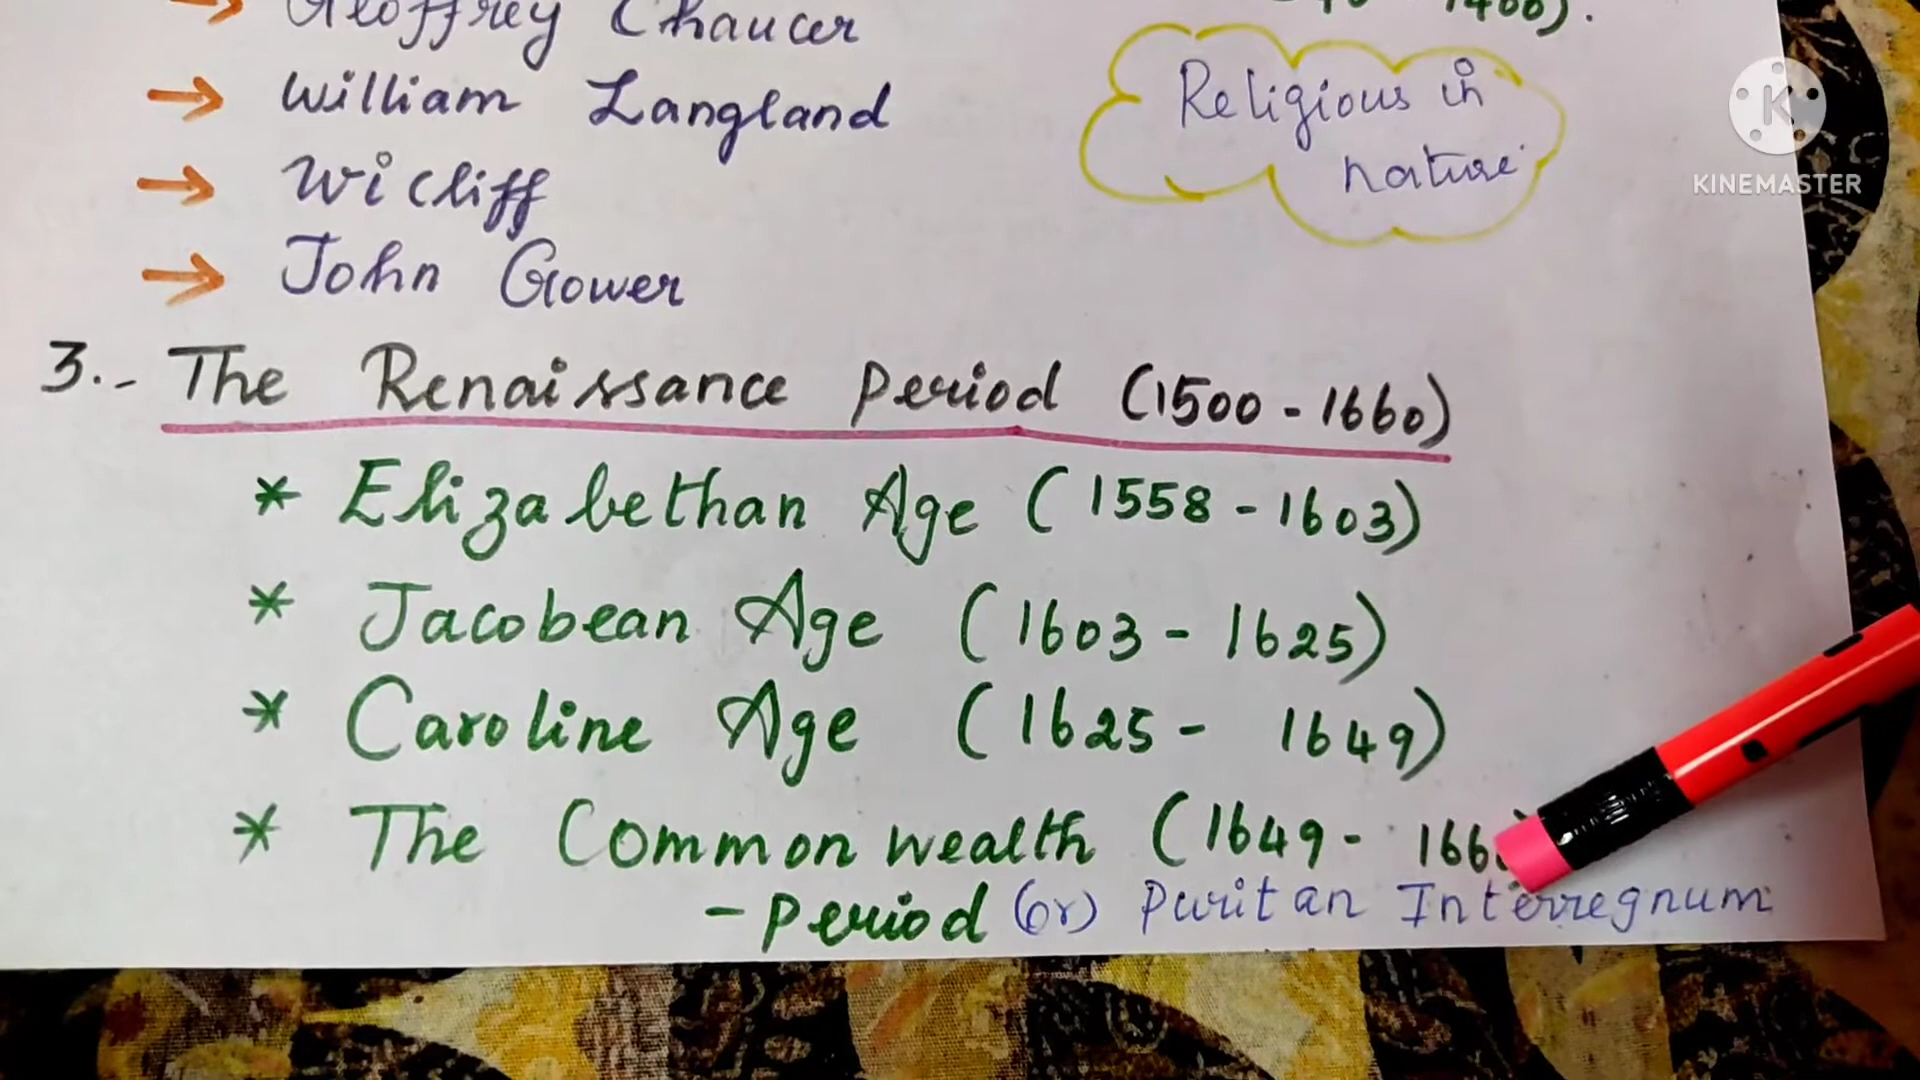 → Geoffrey Chaucer
1400).
→ William Langland
Religious in
nature
KINEMASTER
→ Wicliff
→ John Gower
3.- The Renaissance Period (1500-1660)
* Elizabethan Age (1558-1603)
* Jacobean Age (1603-1625)
* Caroline Age (1625-1649)
* The Commonwealth (1649-
-Period (or) Puritan Interregnum